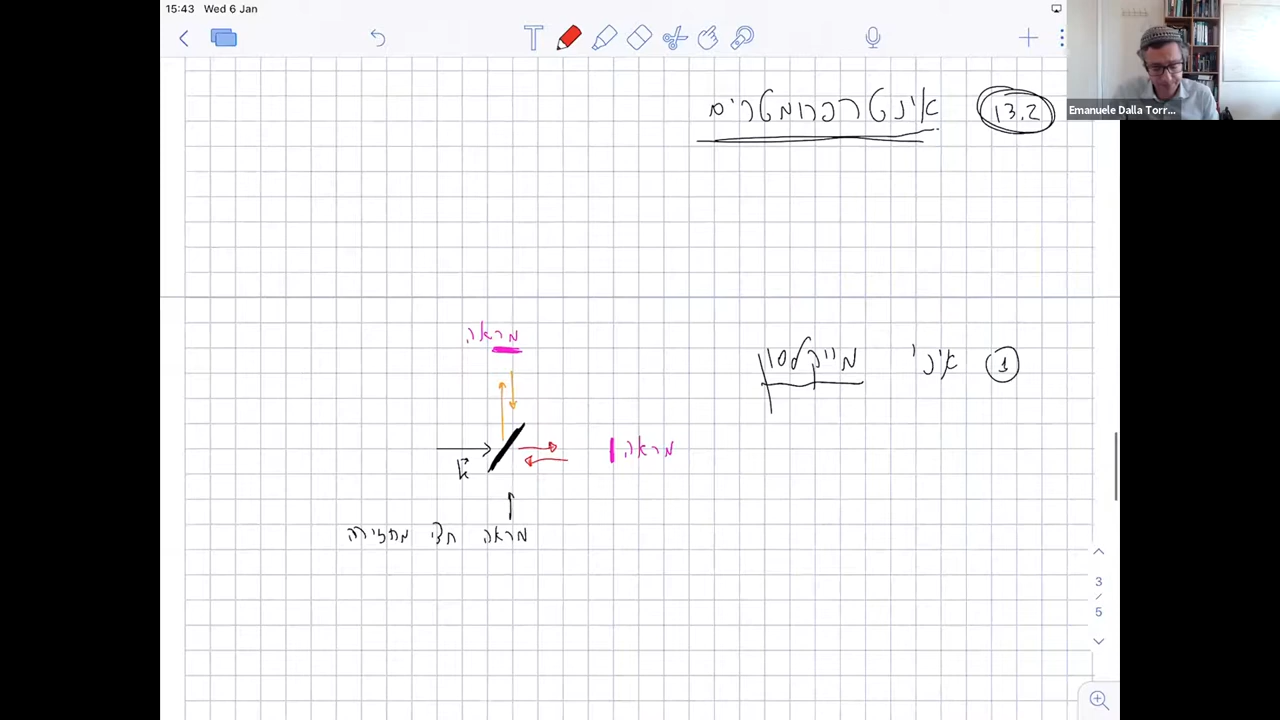 15:43 Wed 6 Jan
Emanuele Dalla Torr...
13.2 אינטרפרומטרים
① אינ' מייקלסון
מראה
E
מראה
מראה חצי מחזירה
3
/
5